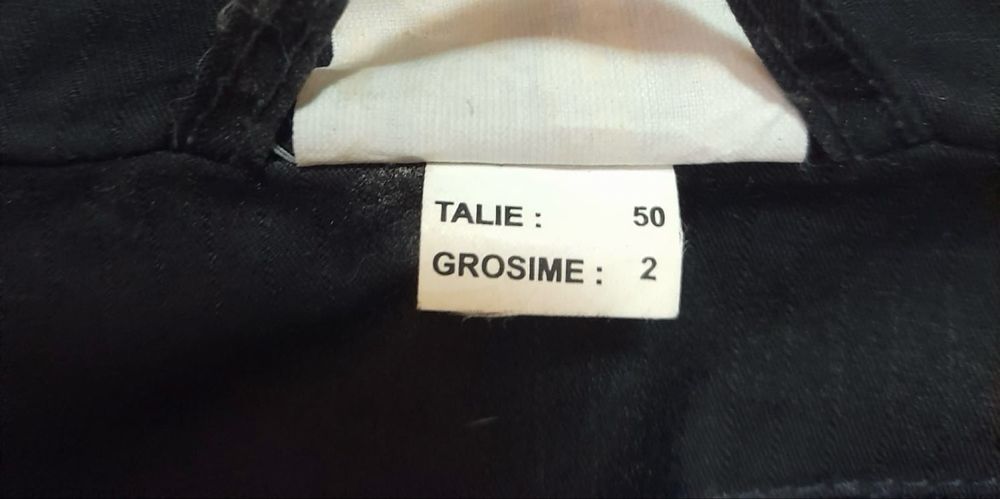 TALIE : 50
GROSIME : 2